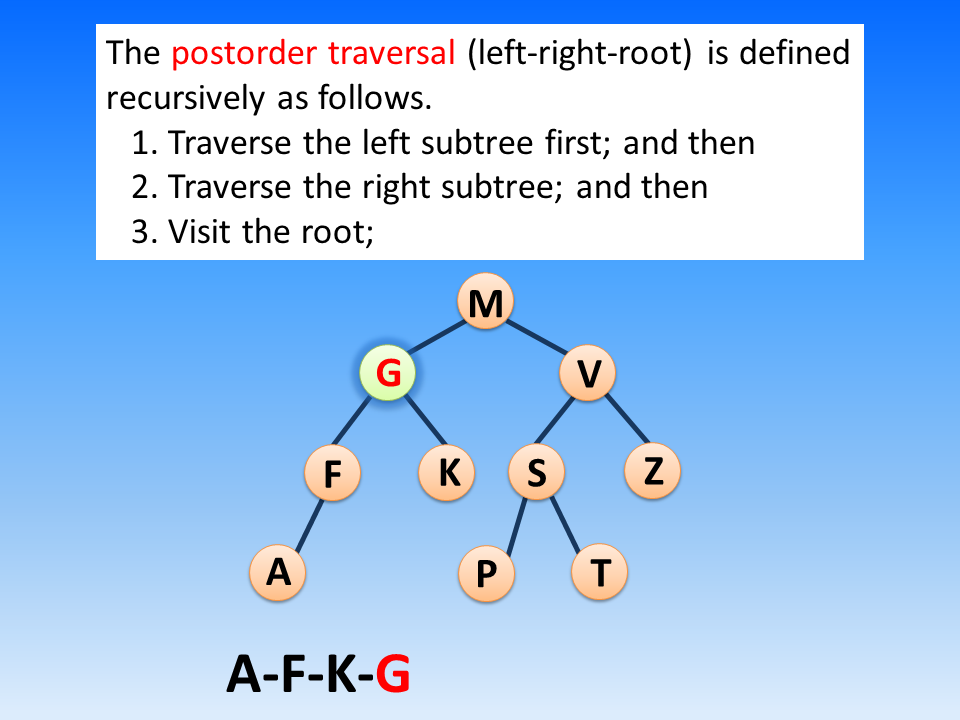 The postorder traversal (left-right-root) is defined
recursively as follows.
1. Traverse the left subtree first; and then
2. Traverse the right subtree; and then
3. Visit the root;
M
G V
F K S Z
A P T
A-F-K-G